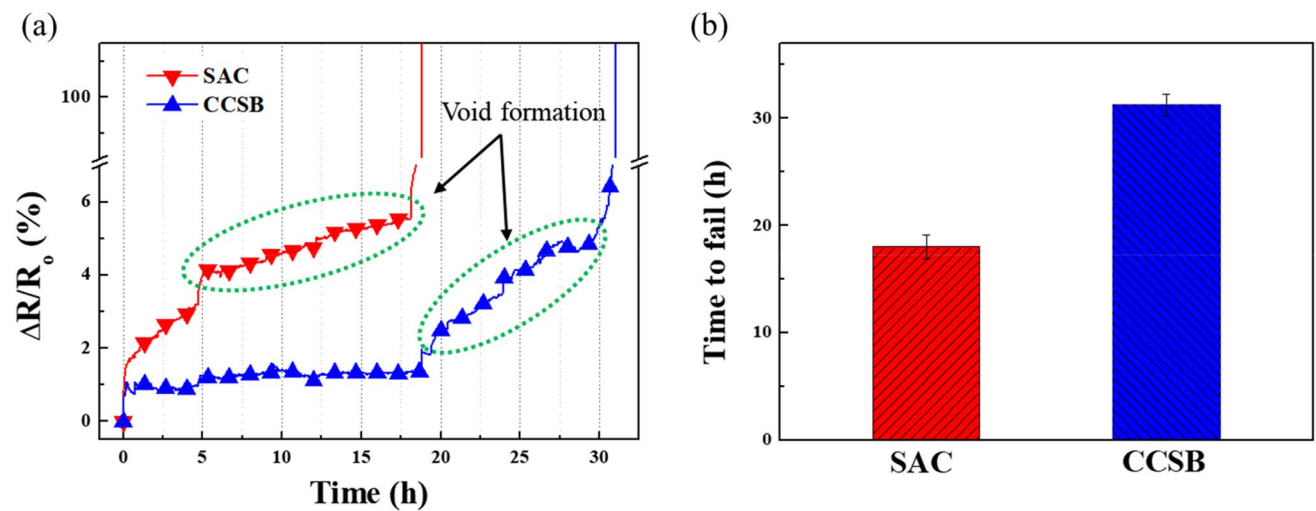 (a)
SAC
CCSB
Void formation
100
6
4
2
0
ΔR/Ro (%)
0 5 10 15 20 25 30
Time (h)
(b)
30
20
10
0
Time to fail (h)
SAC CCSB